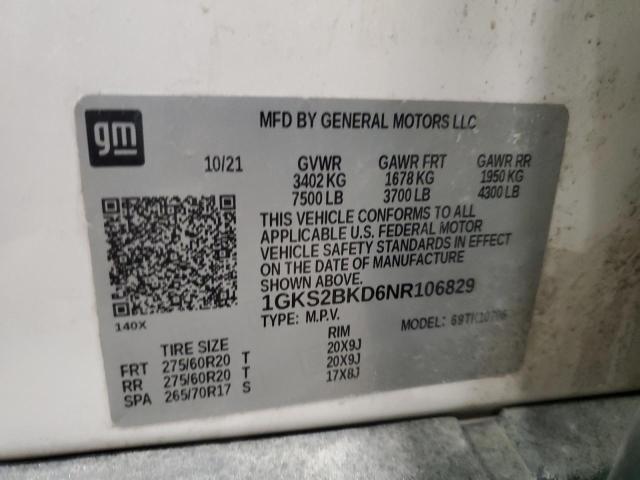 gm
MFD BY GENERAL MOTORS LLC
10/21 GVWR GAWR FRT GAWR RR
3402 KG 1678 KG 1950 KG
7500 LB 3700 LB 4300 LB
THIS VEHICLE CONFORMS TO ALL
APPLICABLE U.S. FEDERAL MOTOR
VEHICLE SAFETY STANDARDS IN EFFECT
ON THE DATE OF MANUFACTURE
SHOWN ABOVE.
1GKS2BKD6NR106829
140X TYPE: M.P.V. MODEL:
TIRE SIZE RIM
FRT 275/60R20 T 20X9J
RR 275/60R20 T 20X9J
SPA 265/70R17 S 17X8J